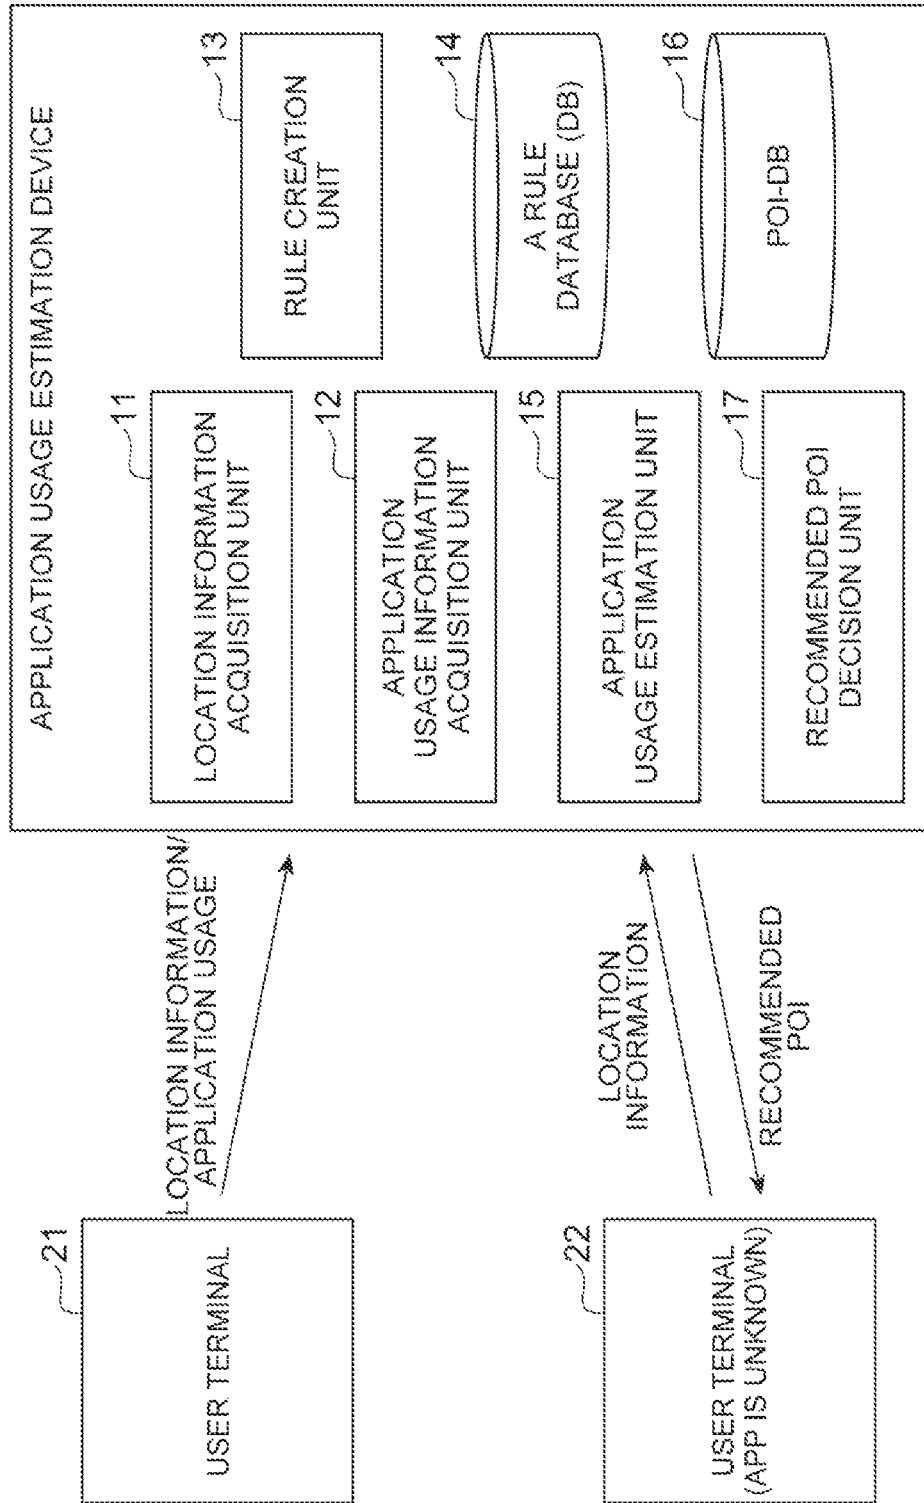 APPLICATION USAGE ESTIMATION DEVICE
11
LOCATION INFORMATION
ACQUISITION UNIT
13
RULE CREATION
UNIT
12
APPLICATION
USAGE INFORMATION
ACQUISITION UNIT
14
A RULE
DATABASE (DB)
15
APPLICATION
USAGE ESTIMATION UNIT
16
POI-DB
17
RECOMMENDED POI
DECISION UNIT
21
USER TERMINAL
LOCATION INFORMATION/
APPLICATION USAGE
22
USER TERMINAL
(APP IS UNKNOWN)
LOCATION
INFORMATION
RECOMMENDED
POI